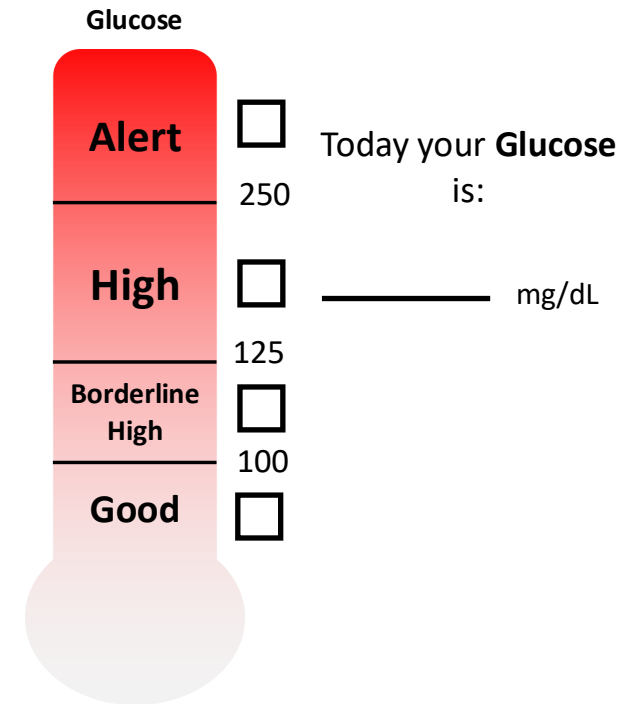 Glucose
Alert
Today your Glucose
is:
250
High
mg/dL
125
Borderline
High
100
Good